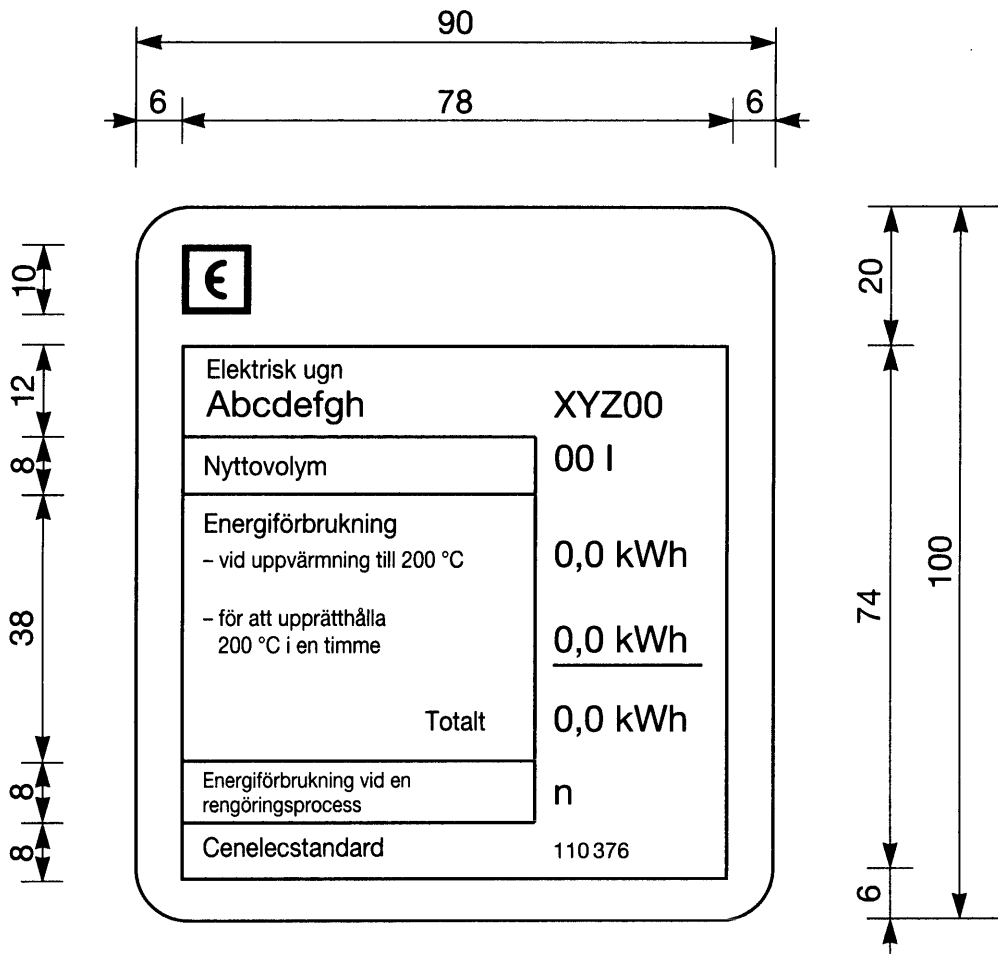 90
6 78 6
10
20
Elektrisk ugn
Abcdefgh XYZ00
12
Nyttovolym 00 l
8
Energiförbrukning
– vid uppvärmning till 200 °C 0,0 kWh
100
– för att upprätthålla
200 °C i en timme 0,0 kWh
38
74
Totalt 0,0 kWh
Energiförbrukning vid en
rengöringsprocess n
8
Cenelecstandard 110 376
8
6